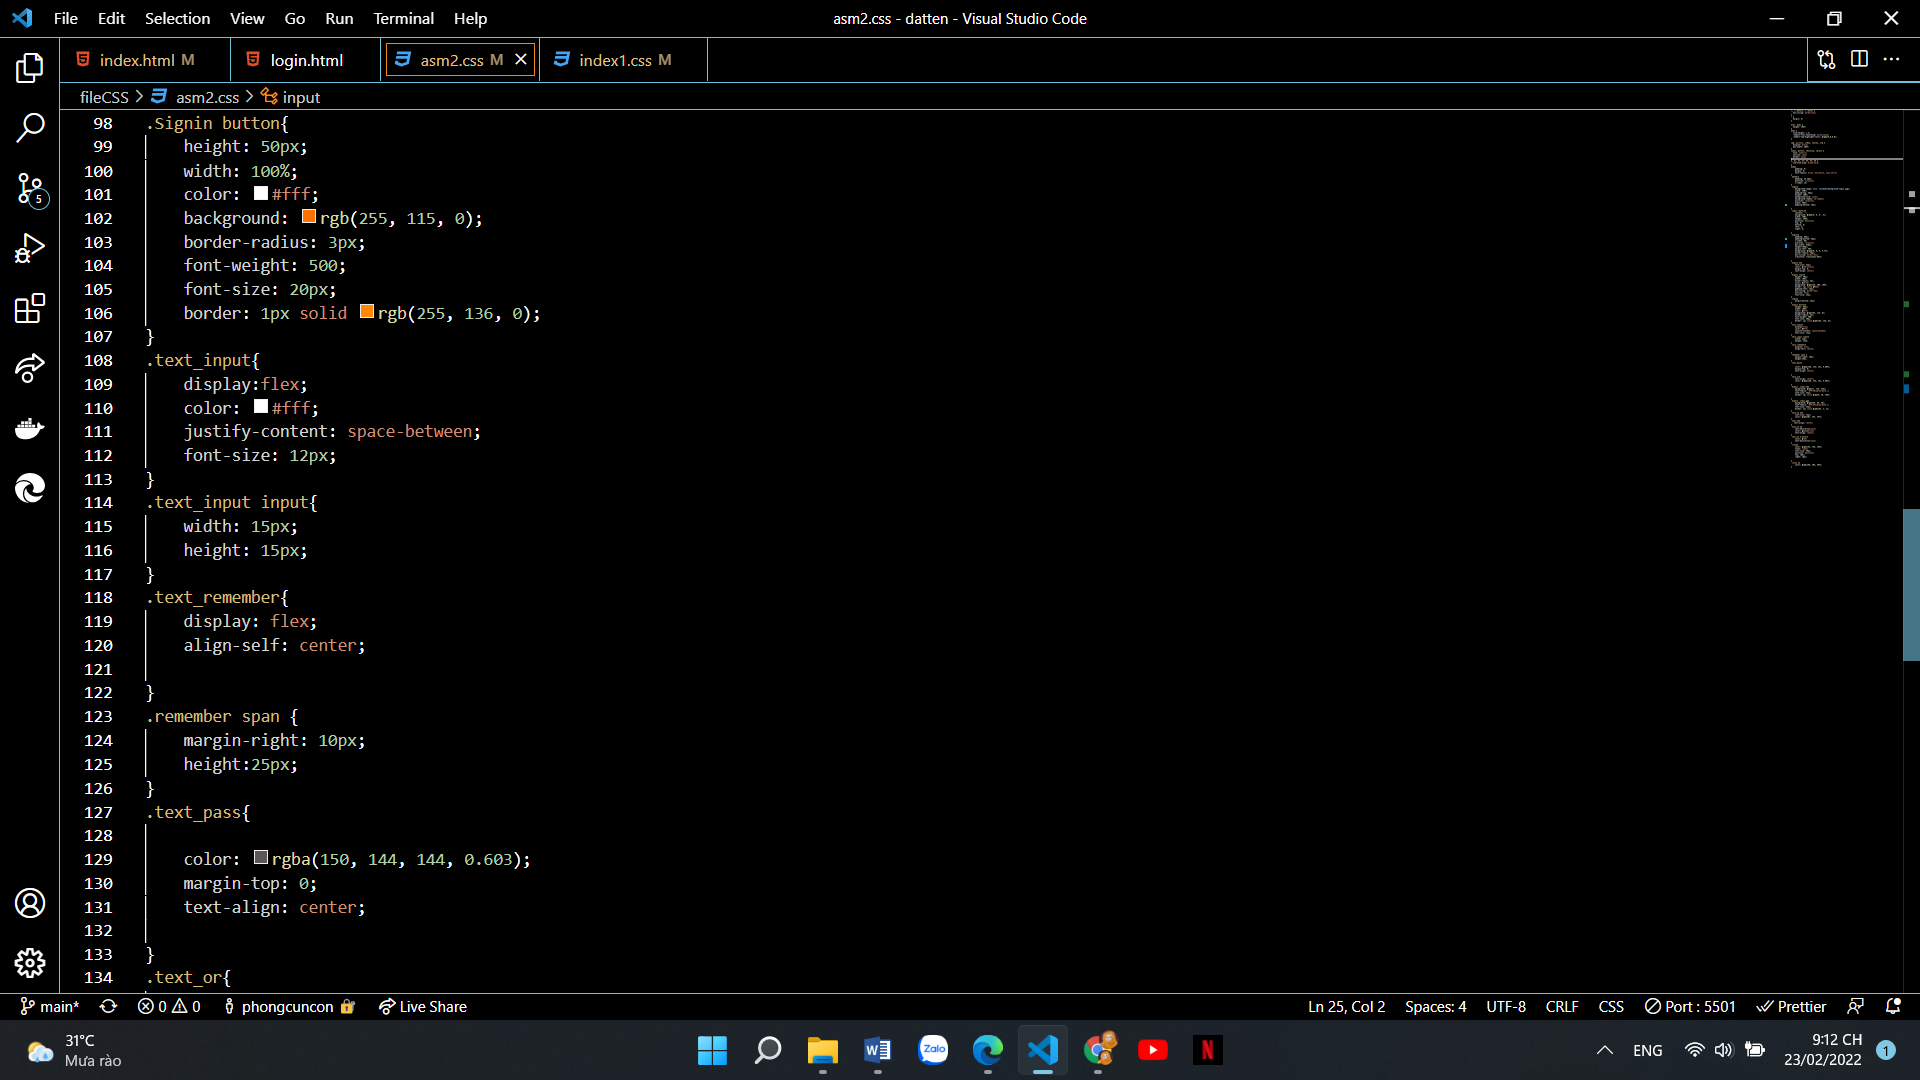 File Edit Selection View Go Run Terminal Help
asm2.css - datten - Visual Studio Code
index.html M
login.html
asm2.css M
index1.css M
fileCSS > asm2.css > input
98 .Signin button{
99 height: 50px;
100 width: 100%;
101 color: #fff;
102 background: rgb(255, 115, 0);
103 border-radius: 3px;
104 font-weight: 500;
105 font-size: 20px;
106 border: 1px solid rgb(255, 136, 0);
107 }
108 .text_input{
109 display:flex;
110 color: #fff;
111 justify-content: space-between;
112 font-size: 12px;
113 }
114 .text_input input{
115 width: 15px;
116 height: 15px;
117 }
118 .text_remember{
119 display: flex;
120 align-self: center;
121
122 }
123 .remember span {
124 margin-right: 10px;
125 height:25px;
126 }
127 .text_pass{
128
129 color: rgba(150, 144, 144, 0.603);
130 margin-top: 0;
131 text-align: center;
132
133 }
134 .text_or{
5
main* 0 0 phongcuncon Live Share
Ln 25, Col 2 Spaces: 4 UTF-8 CRLF CSS Port : 5501 Prettier
31°C
Mưa rào
Zalo
ENG
9:12 CH
23/02/2022
1